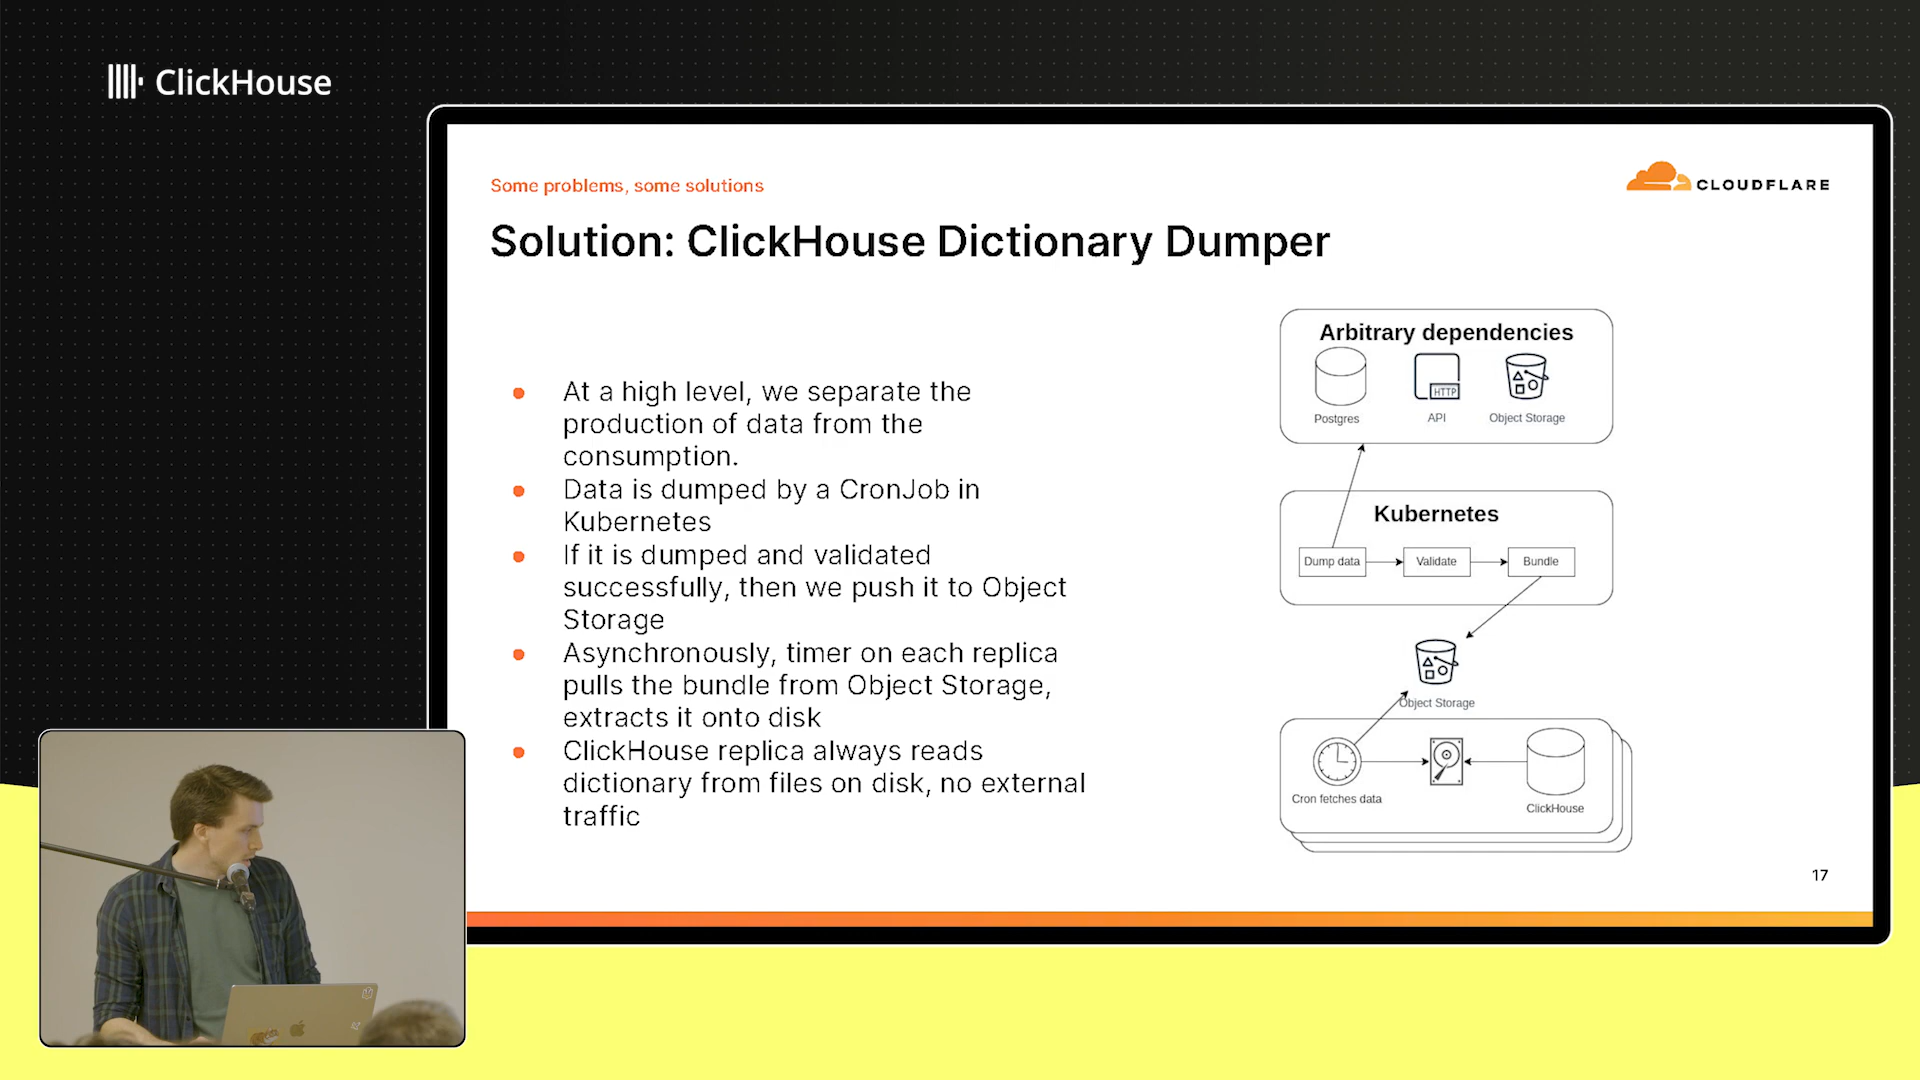 ClickHouse
Some problems, some solutions
CLOUDFLARE
Solution: ClickHouse Dictionary Dumper
At a high level, we separate the
production of data from the
consumption.
Data is dumped by a CronJob in
Kubernetes
If it is dumped and validated
successfully, then we push it to Object
Storage
Asynchronously, timer on each replica
pulls the bundle from Object Storage,
extracts it onto disk
ClickHouse replica always reads
dictionary from files on disk, no external
traffic
Arbitrary dependencies
HTTP
Postgres
API
Object Storage
Kubernetes
Dump data
Validate
Bundle
Object Storage
Cron fetches data
ClickHouse
17